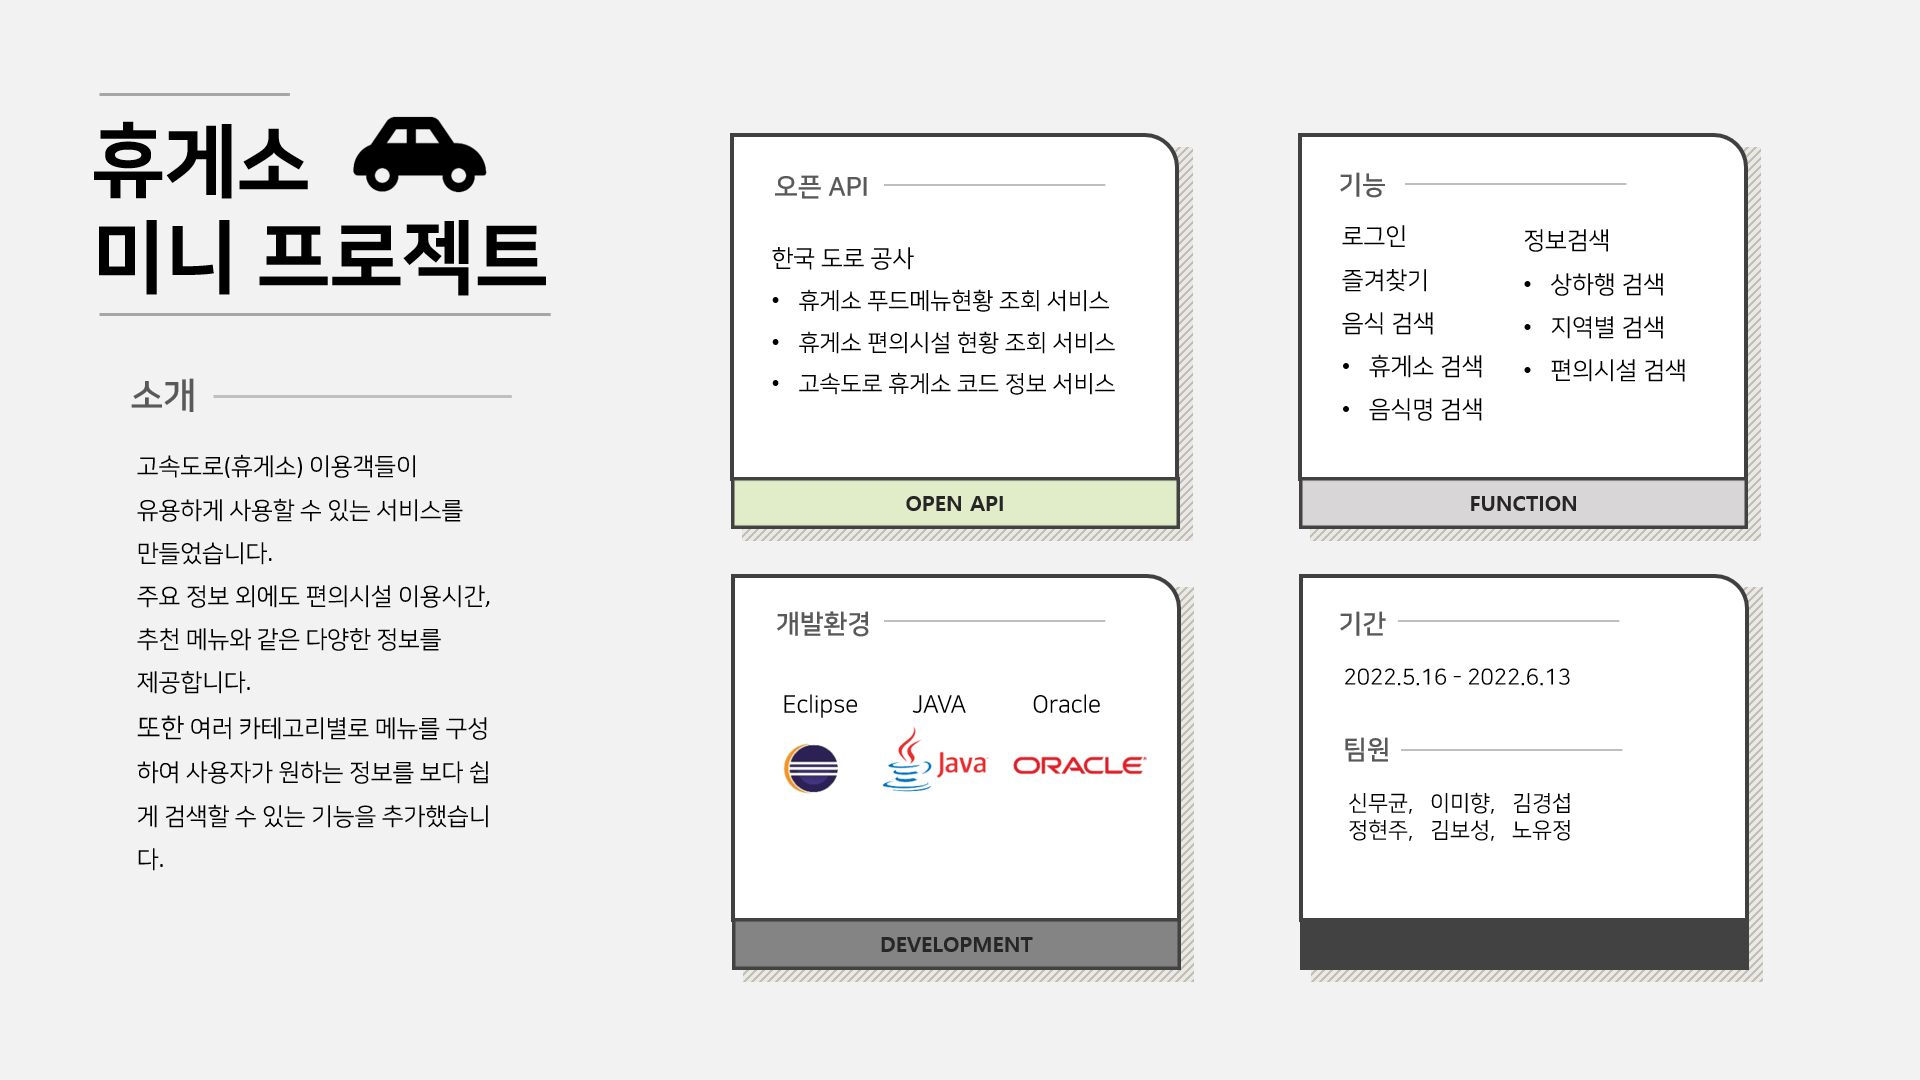 휴게소
미니 프로젝트
소개
고속도로(휴게소) 이용객들이
유용하게 사용할 수 있는 서비스를
만들었습니다.
주요 정보 외에도 편의시설 이용시간,
추천 메뉴와 같은 다양한 정보를
제공합니다.
또한 여러 카테고리별로 메뉴를 구성
하여 사용자가 원하는 정보를 보다 쉽
게 검색할 수 있는 기능을 추가했습니
다.
오픈 API
한국 도로 공사
• 휴게소 푸드메뉴현황 조회 서비스
• 휴게소 편의시설 현황 조회 서비스
• 고속도로 휴게소 코드 정보 서비스
OPEN API
기능
로그인
즐겨찾기
음식 검색
• 휴게소 검색
• 음식명 검색
정보검색
• 상하행 검색
• 지역별 검색
• 편의시설 검색
FUNCTION
개발환경
Eclipse JAVA Oracle
Java ORACLE
DEVELOPMENT
기간
2022.5.16 - 2022.6.13
팀원
신무균, 이미향, 김경섭
정현주, 김보성, 노유정